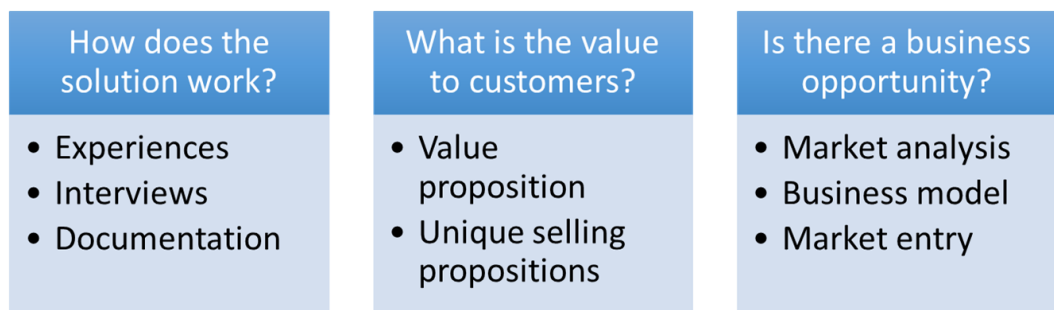 How does the
solution work?
• Experiences
• Interviews
• Documentation
What is the value
to customers?
• Value
proposition
• Unique selling
propositions
Is there a business
opportunity?
• Market analysis
• Business model
• Market entry